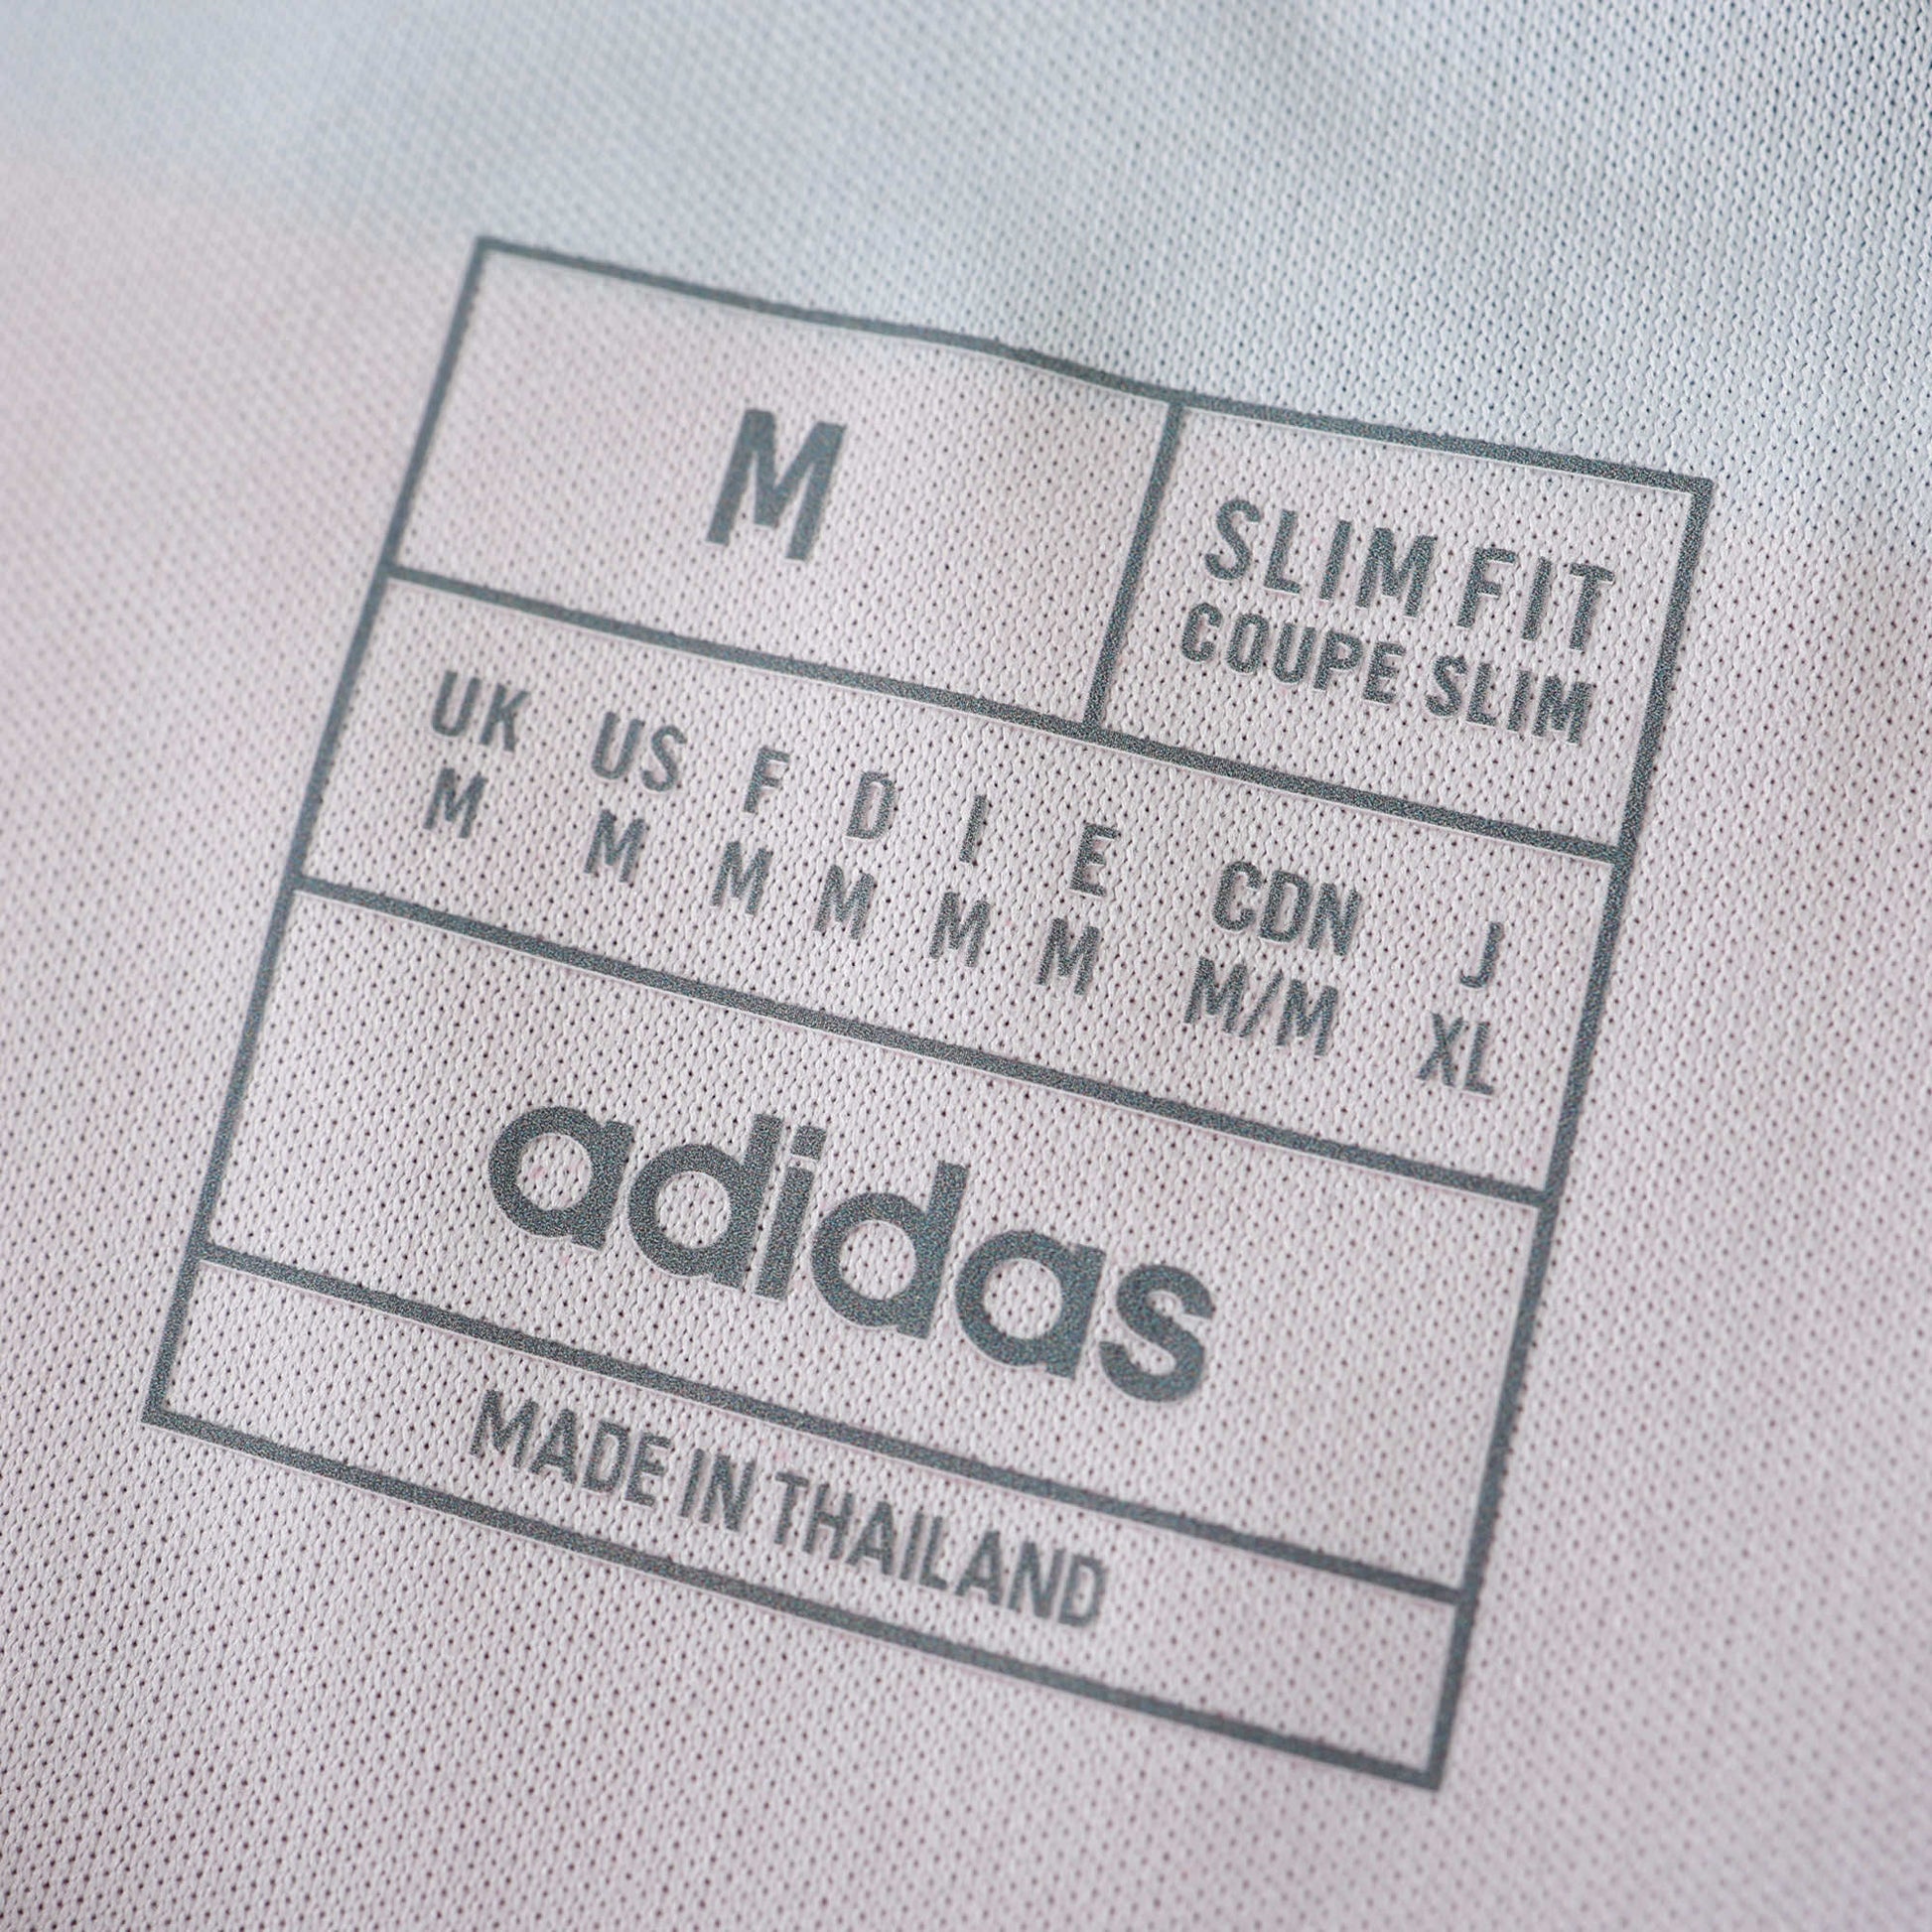 M
SLIM FIT
COUPE SLIM
UK US F D I E CDN J
M M M M M M M/M XL
adidas
MADE IN THAILAND